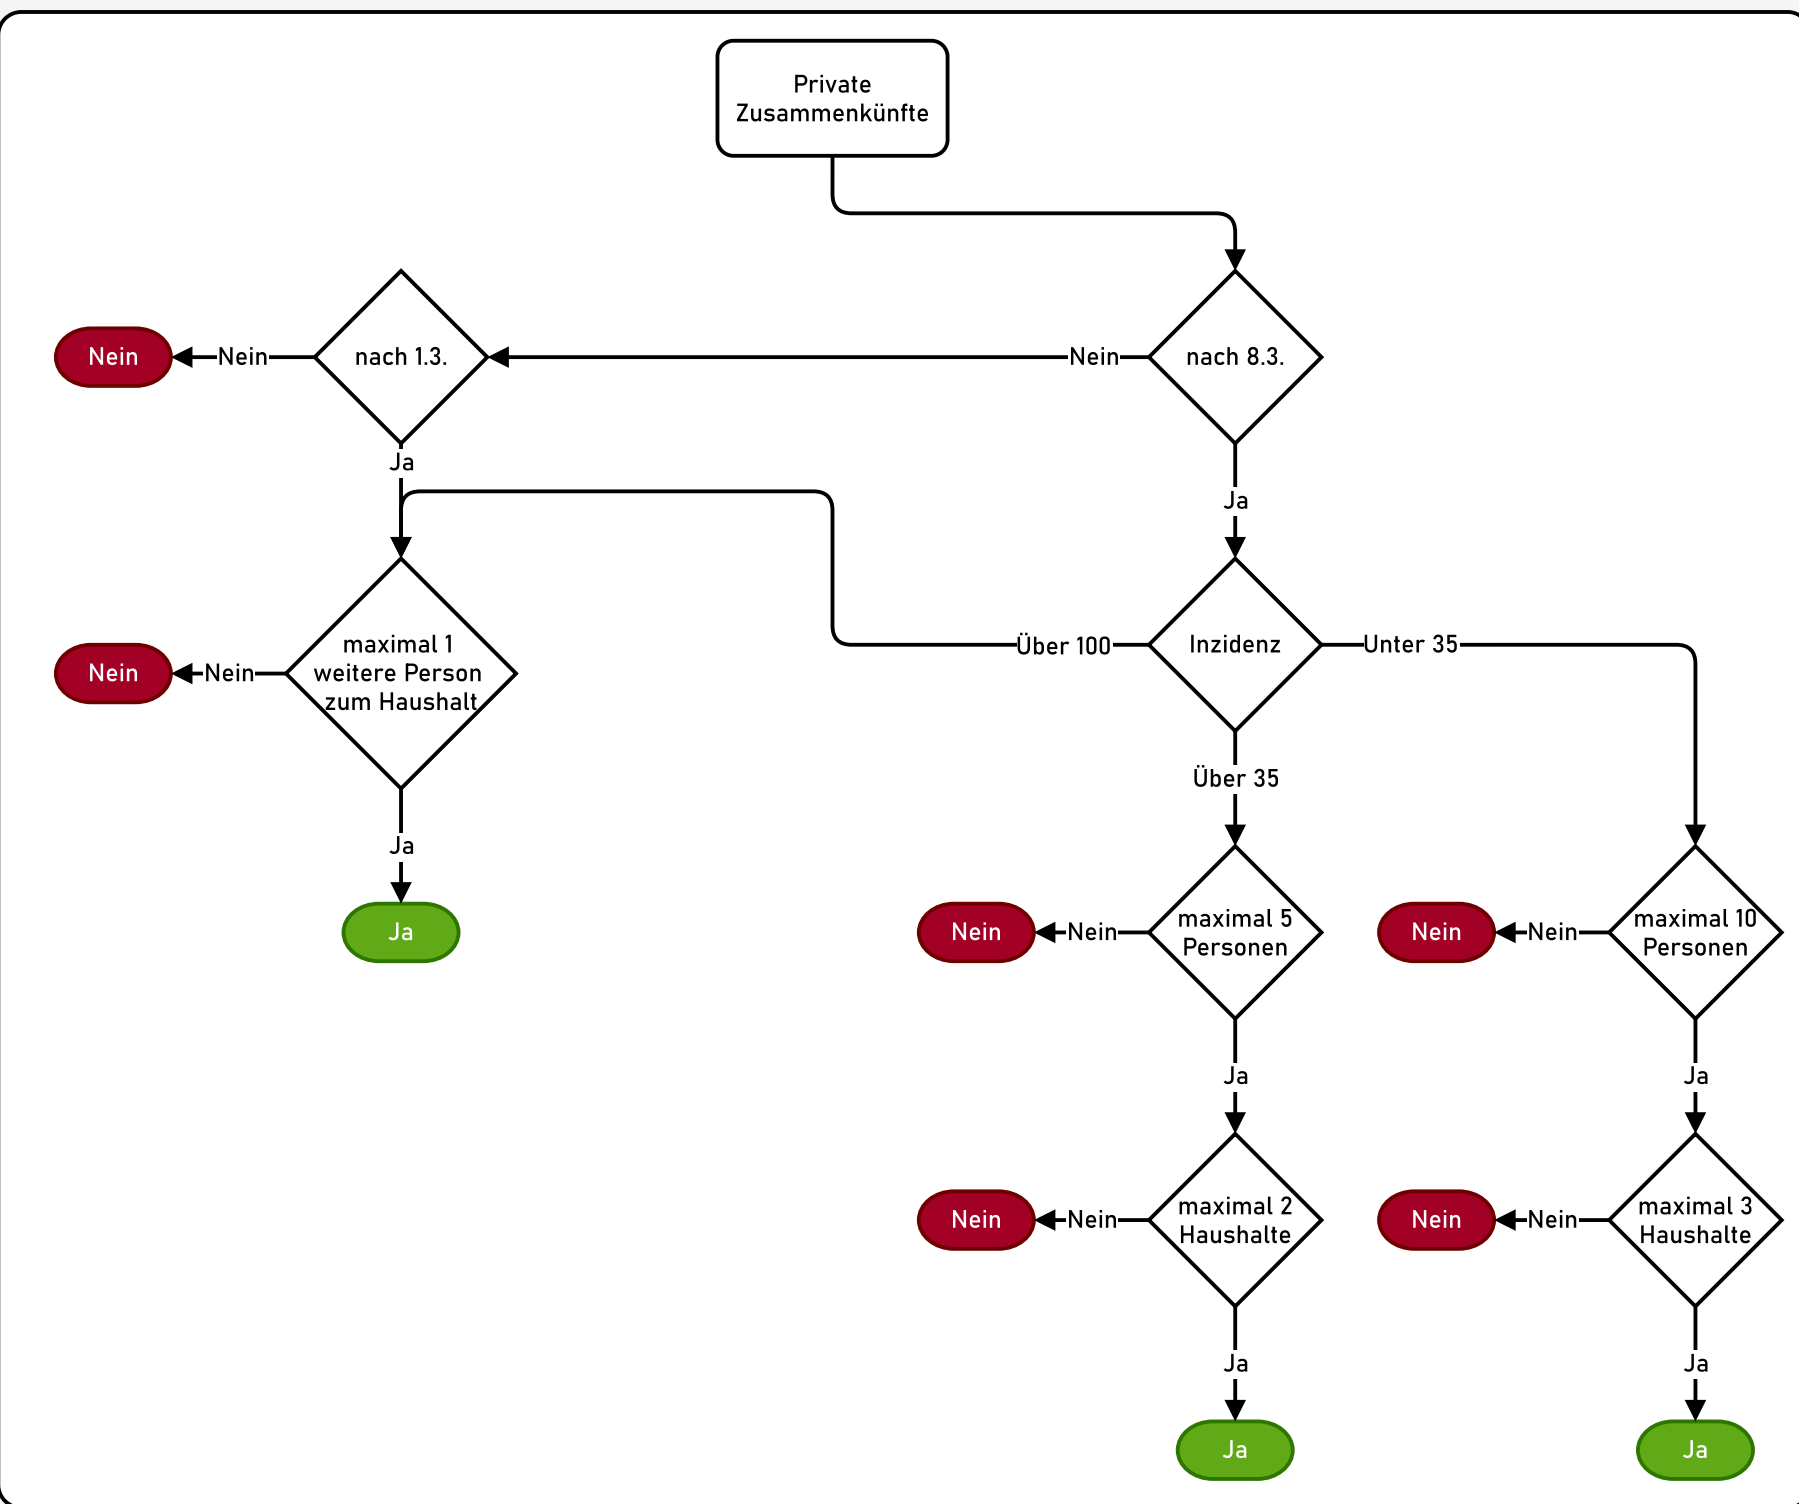 Private
Zusammenkünfte
Nein
Nein
nach 1.3.
Nein
nach 8.3.
Ja
Ja
Nein
Nein
maximal 1
weitere Person
zum Haushalt
Über 100
Inzidenz
Unter 35
Über 35
Ja
Ja
Nein
Nein
maximal 5
Personen
Nein
Nein
maximal 10
Personen
Ja
Ja
Nein
Nein
maximal 2
Haushalte
Nein
Nein
maximal 3
Haushalte
Ja
Ja
Ja
Ja